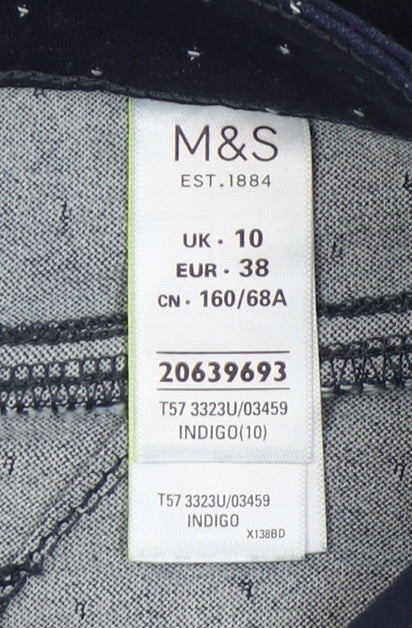 M&S
EST.1884
UK · 10
EUR · 38
CN · 160/68A
20639693
T57 3323U/03459
INDIGO(10)
T57 3323U/03459
INDIGO
X138BD